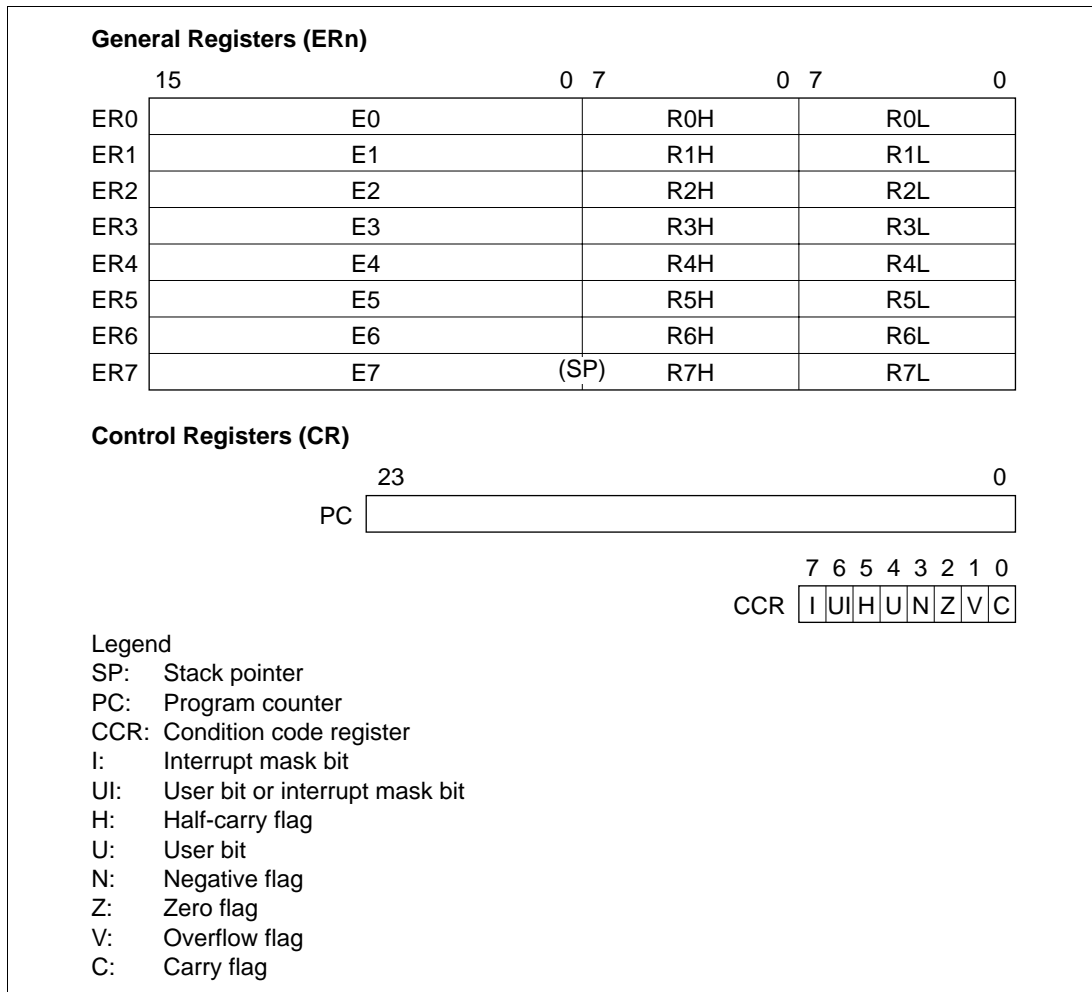 General Registers (ERn)
15 0 7 0 7 0
ER0 E0 R0H R0L
ER1 E1 R1H R1L
ER2 E2 R2H R2L
ER3 E3 R3H R3L
ER4 E4 R4H R4L
ER5 E5 R5H R5L
ER6 E6 R6H R6L
ER7 E7 (SP) R7H R7L
Control Registers (CR)
23 0
PC
7 6 5 4 3 2 1 0
CCR I UI H U N Z V C
Legend
SP: Stack pointer
PC: Program counter
CCR: Condition code register
I: Interrupt mask bit
UI: User bit or interrupt mask bit
H: Half-carry flag
U: User bit
N: Negative flag
Z: Zero flag
V: Overflow flag
C: Carry flag